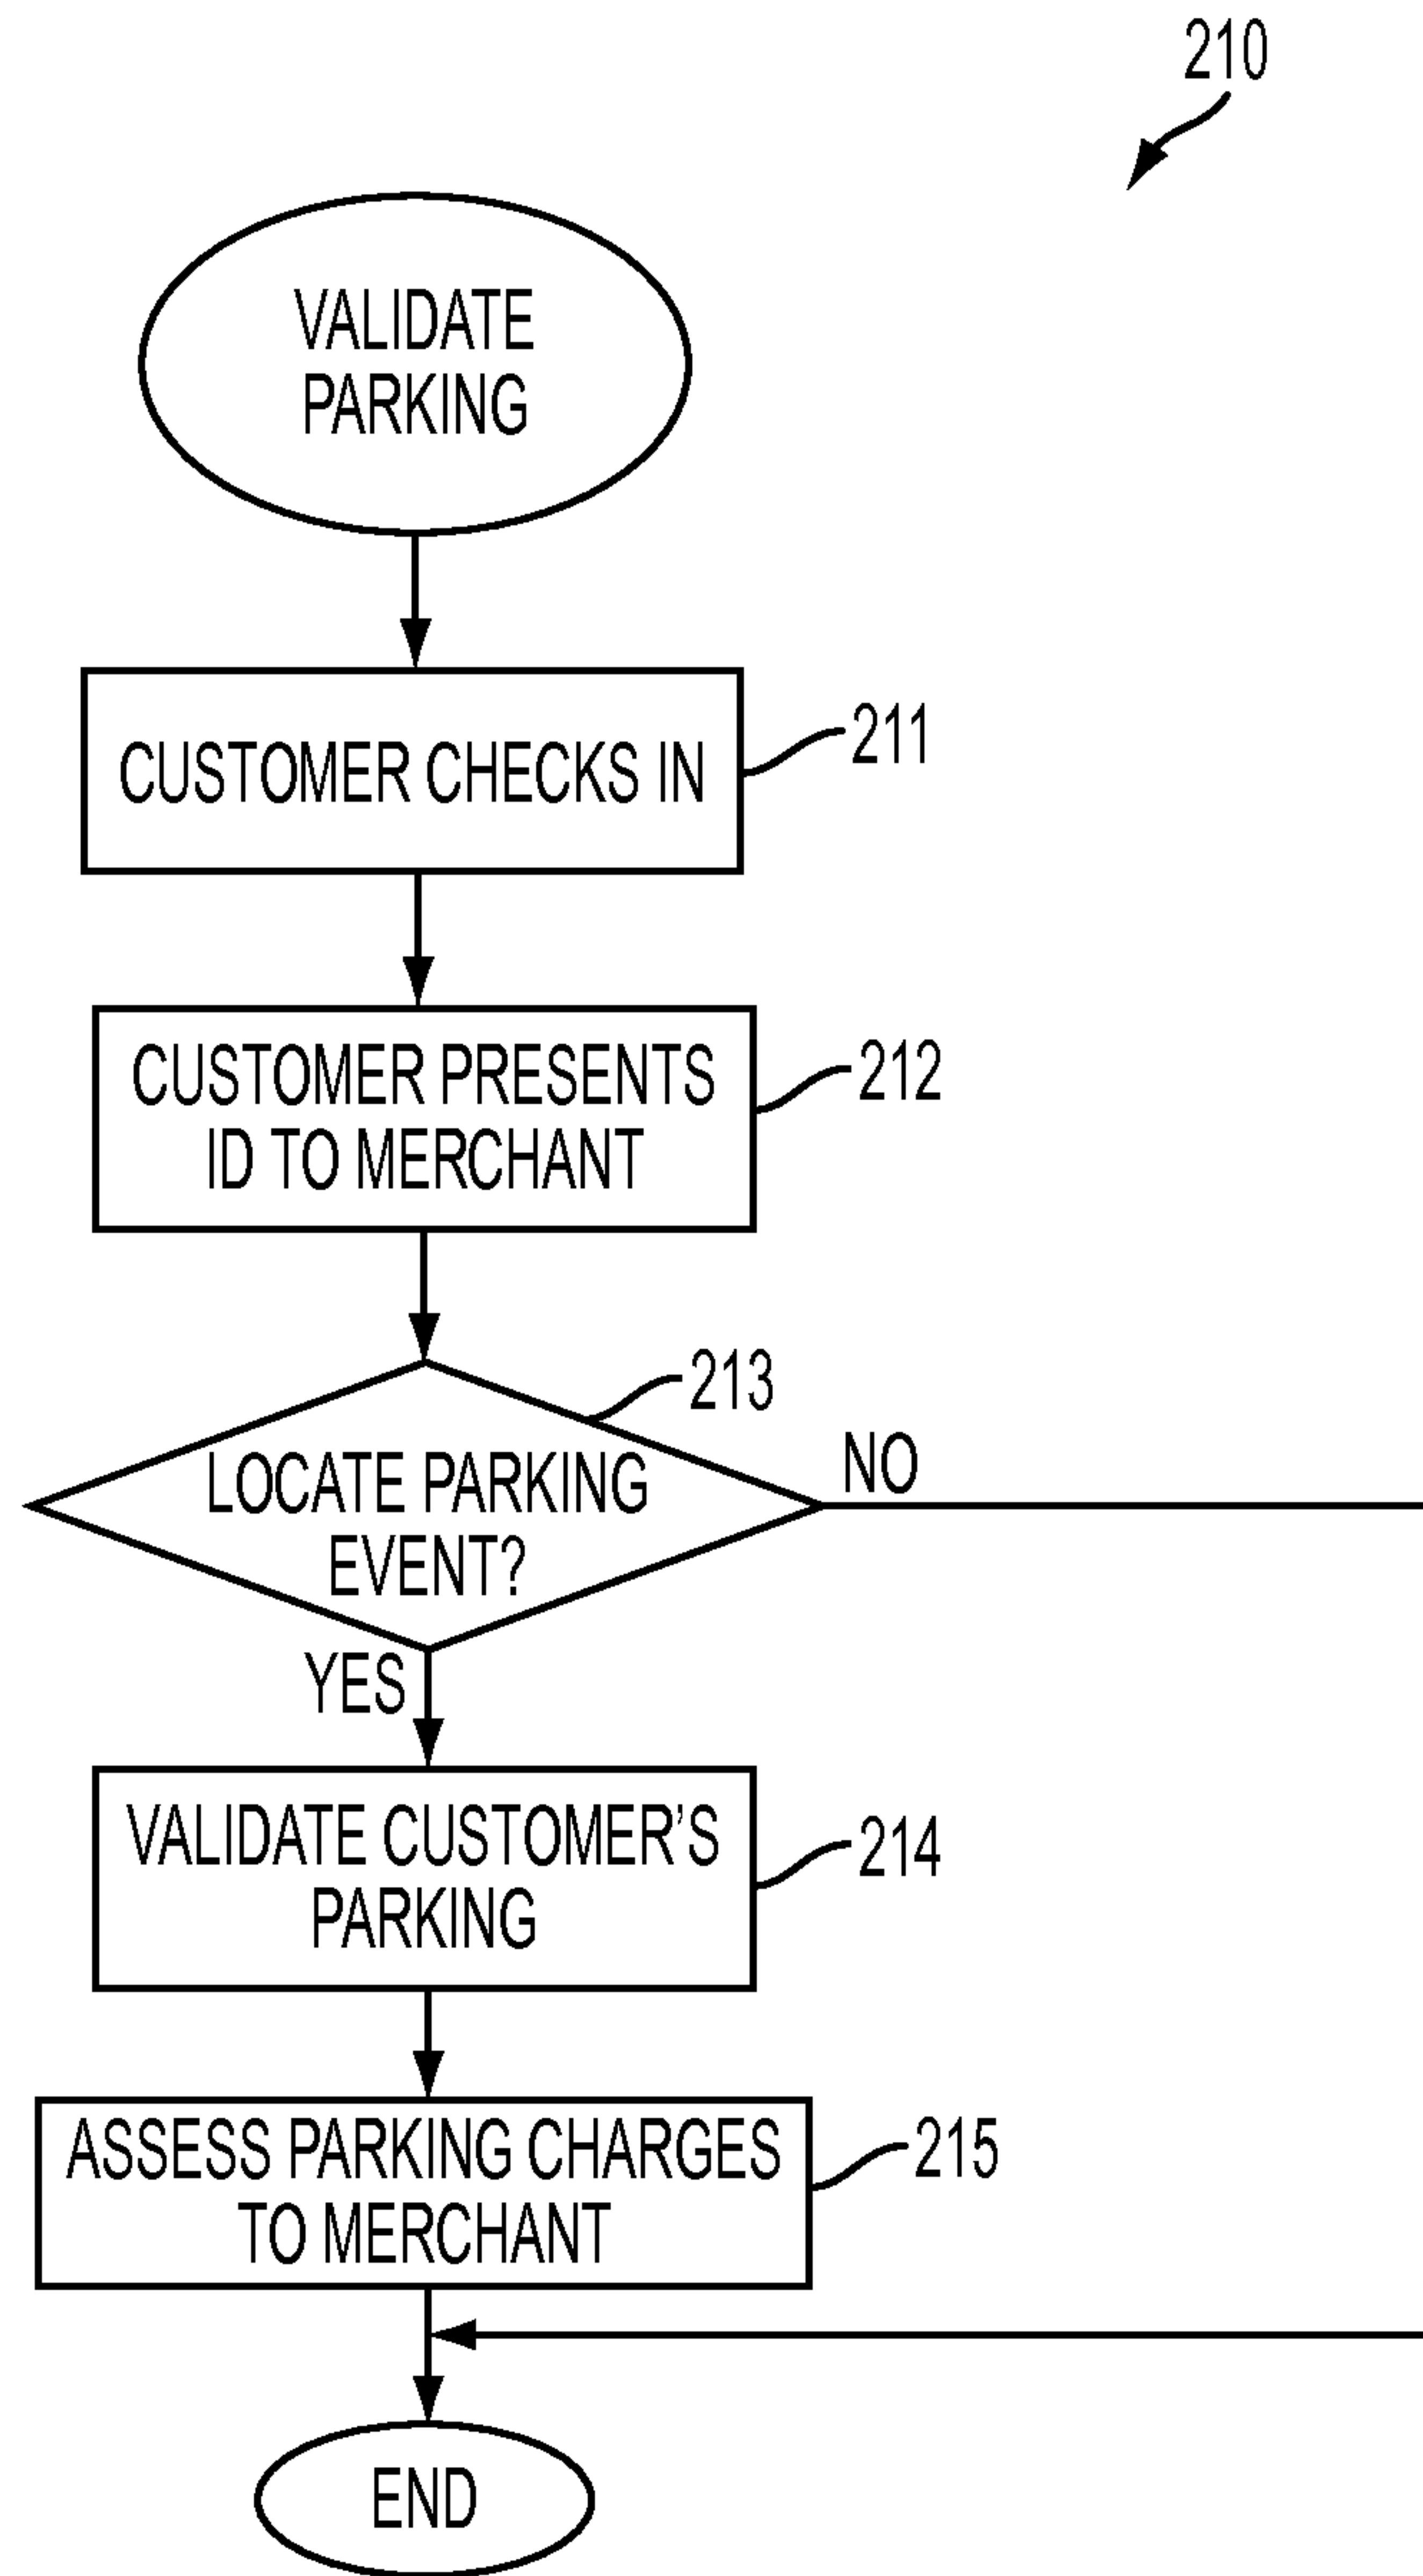 210
VALIDATE
PARKING
CUSTOMER CHECKS IN
211
CUSTOMER PRESENTS
ID TO MERCHANT
212
213
LOCATE PARKING
EVENT?
NO
YES
VALIDATE CUSTOMER'S
PARKING
214
ASSESS PARKING CHARGES
TO MERCHANT
215
END